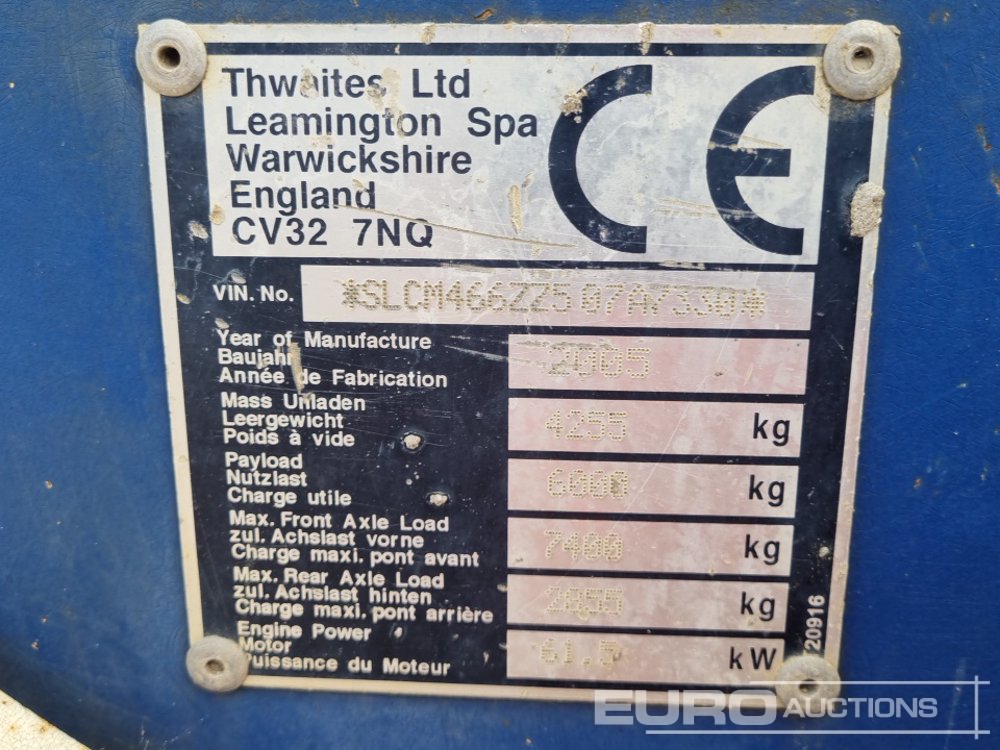 Thwaites Ltd
Leamington Spa
Warwickshire
England
CV32 7NQ
CE
VIN. No. *SLCM466ZZ507A7330*
Year of Manufacture
Baujahr
Année de Fabrication
2005
Mass Unladen
Leergewicht
Poids à vide
4255 kg
Payload
Nutzlast
Charge utile
6000 kg
Max. Front Axle Load
zul. Achslast vorne
Charge maxi. pont avant
7400 kg
Max. Rear Axle Load
zul. Achslast hinten
Charge maxi. pont arrière
2855 kg
Engine Power
Motor
Puissance du Moteur
61.5 kW
20916
EURO AUCTIONS